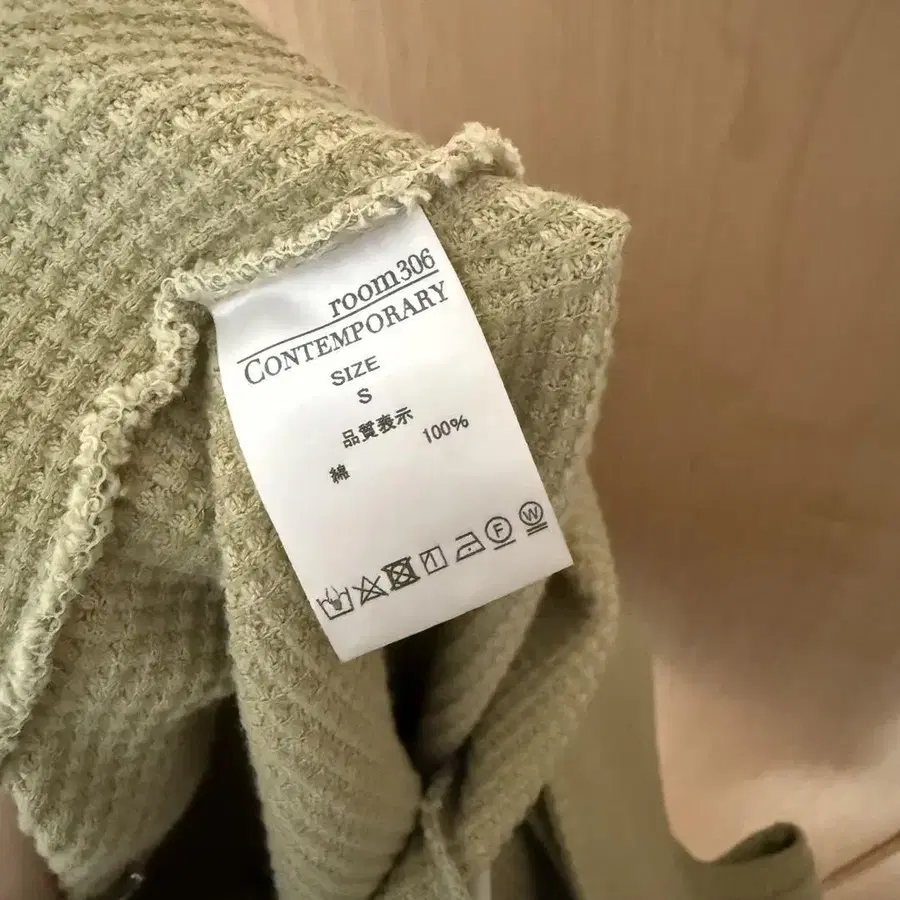 room306
CONTEMPORARY
SIZE
S
品質表示
綿 100%
F W